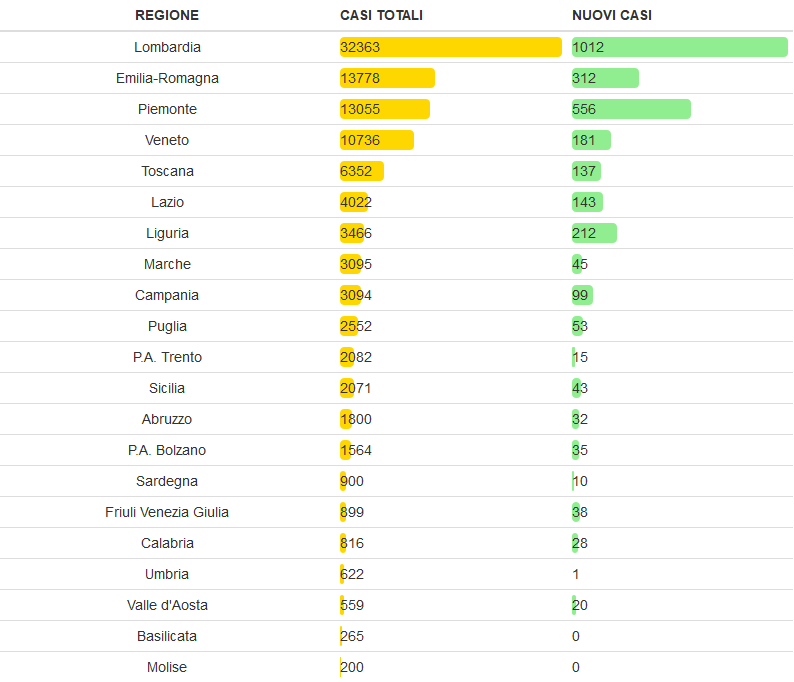 REGIONE CASI TOTALI NUOVI CASI
Lombardia 32363 1012
Emilia-Romagna 13778 312
Piemonte 13055 556
Veneto 10736 181
Toscana 6352 137
Lazio 4022 143
Liguria 3466 212
Marche 3095 45
Campania 3094 99
Puglia 2552 53
P.A. Trento 2082 15
Sicilia 2071 43
Abruzzo 1800 32
P.A. Bolzano 1564 35
Sardegna 900 10
Friuli Venezia Giulia 899 38
Calabria 816 28
Umbria 622 1
Valle d'Aosta 559 20
Basilicata 265 0
Molise 200 0